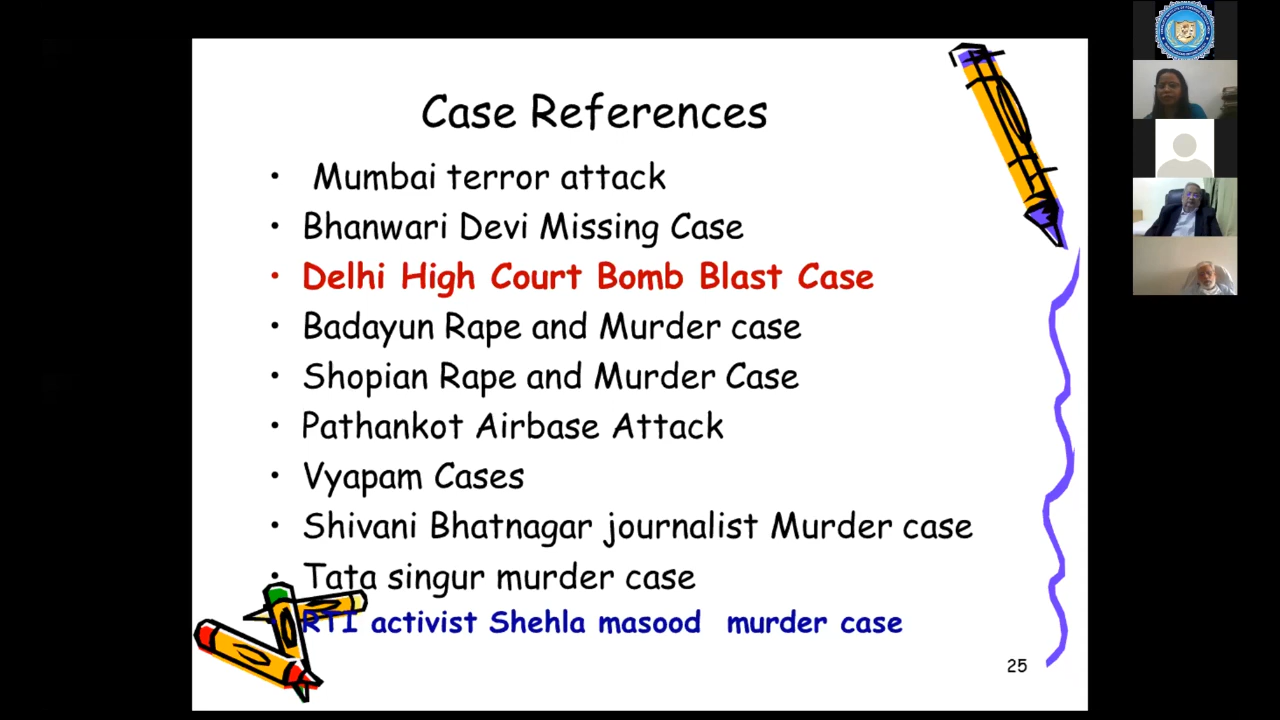 Case References
• Mumbai terror attack
• Bhanwari Devi Missing Case
• Delhi High Court Bomb Blast Case
• Badayun Rape and Murder case
• Shopian Rape and Murder Case
• Pathankot Airbase Attack
• Vyapam Cases
• Shivani Bhatnagar journalist Murder case
• Tata singur murder case
• RTI activist Shehla masood murder case
25